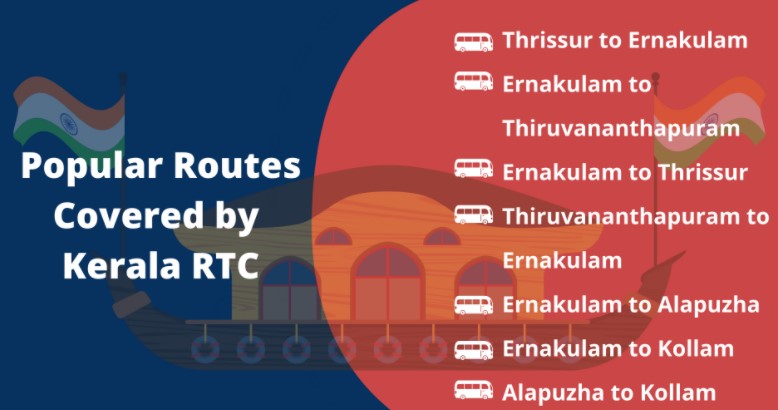 Popular Routes
Covered by
Kerala RTC
Thrissur to Ernakulam
Ernakulam to
Thiruvananthapuram
Ernakulam to Thrissur
Thiruvananthapuram to
Ernakulam
Ernakulam to Alapuzha
Ernakulam to Kollam
Alapuzha to Kollam